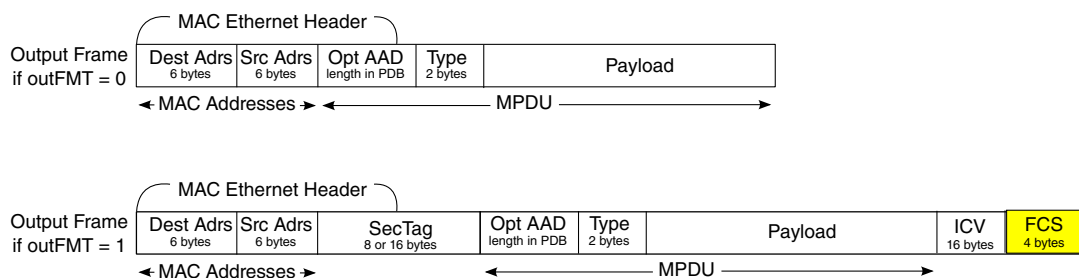 MAC Ethernet Header
Output Frame
if outFMT = 0
Dest Adrs
6 bytes
Src Adrs
6 bytes
Opt AAD
length in PDB
Type
2 bytes
Payload
MAC Addresses
MPDU
MAC Ethernet Header
Output Frame
if outFMT = 1
Dest Adrs
6 bytes
Src Adrs
6 bytes
SecTag
8 or 16 bytes
Opt AAD
length in PDB
Type
2 bytes
Payload
ICV
16 bytes
FCS
4 bytes
MAC Addresses
MPDU